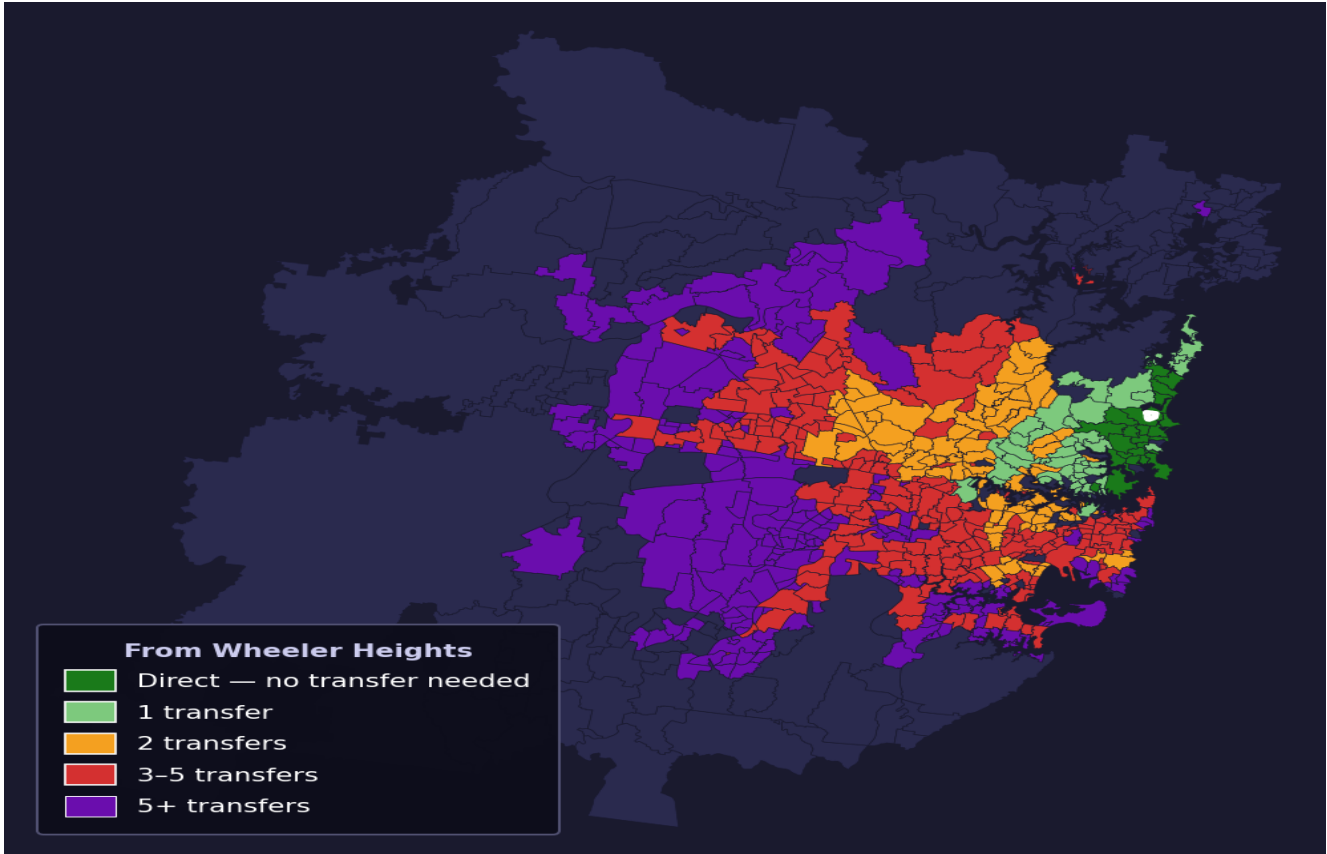 From Wheeler Heights
Direct — no transfer needed
1 transfer
2 transfers
3–5 transfers
5+ transfers